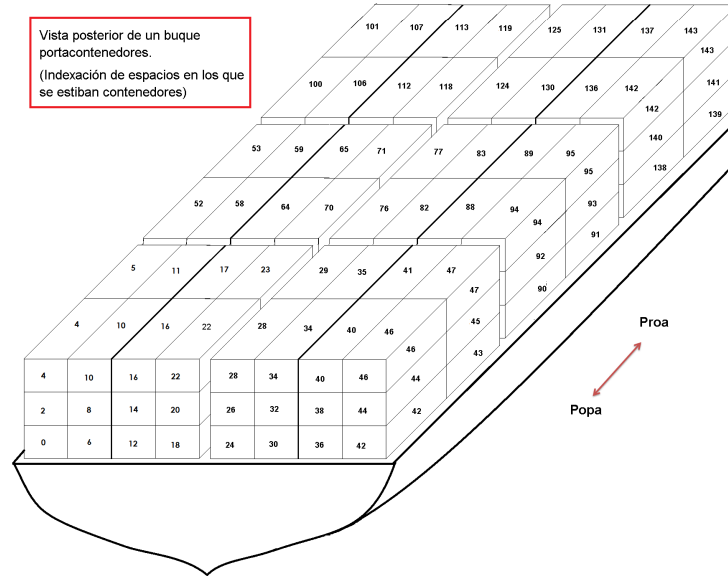 Vista posterior de un buque
portacontenedores.
(Indexación de espacios en los que
se estiban contenedores)
101 107 113 119 125 131 137 143
143
100 106 112 118 124 130 136 142
142 141 139
140
138
53 59 65 71 77 83 89 95
95
93
91
52 58 64 70 76 82 88 94
94
92
90
5 11 17 23 29 35 41 47
47
45
43
4 10 16 22 28 34 40 46
46
44
42
4 10 16 22 28 34 40 46
2 8 14 20 26 32 38 44
0 6 12 18 24 30 36 42
Proa
Popa